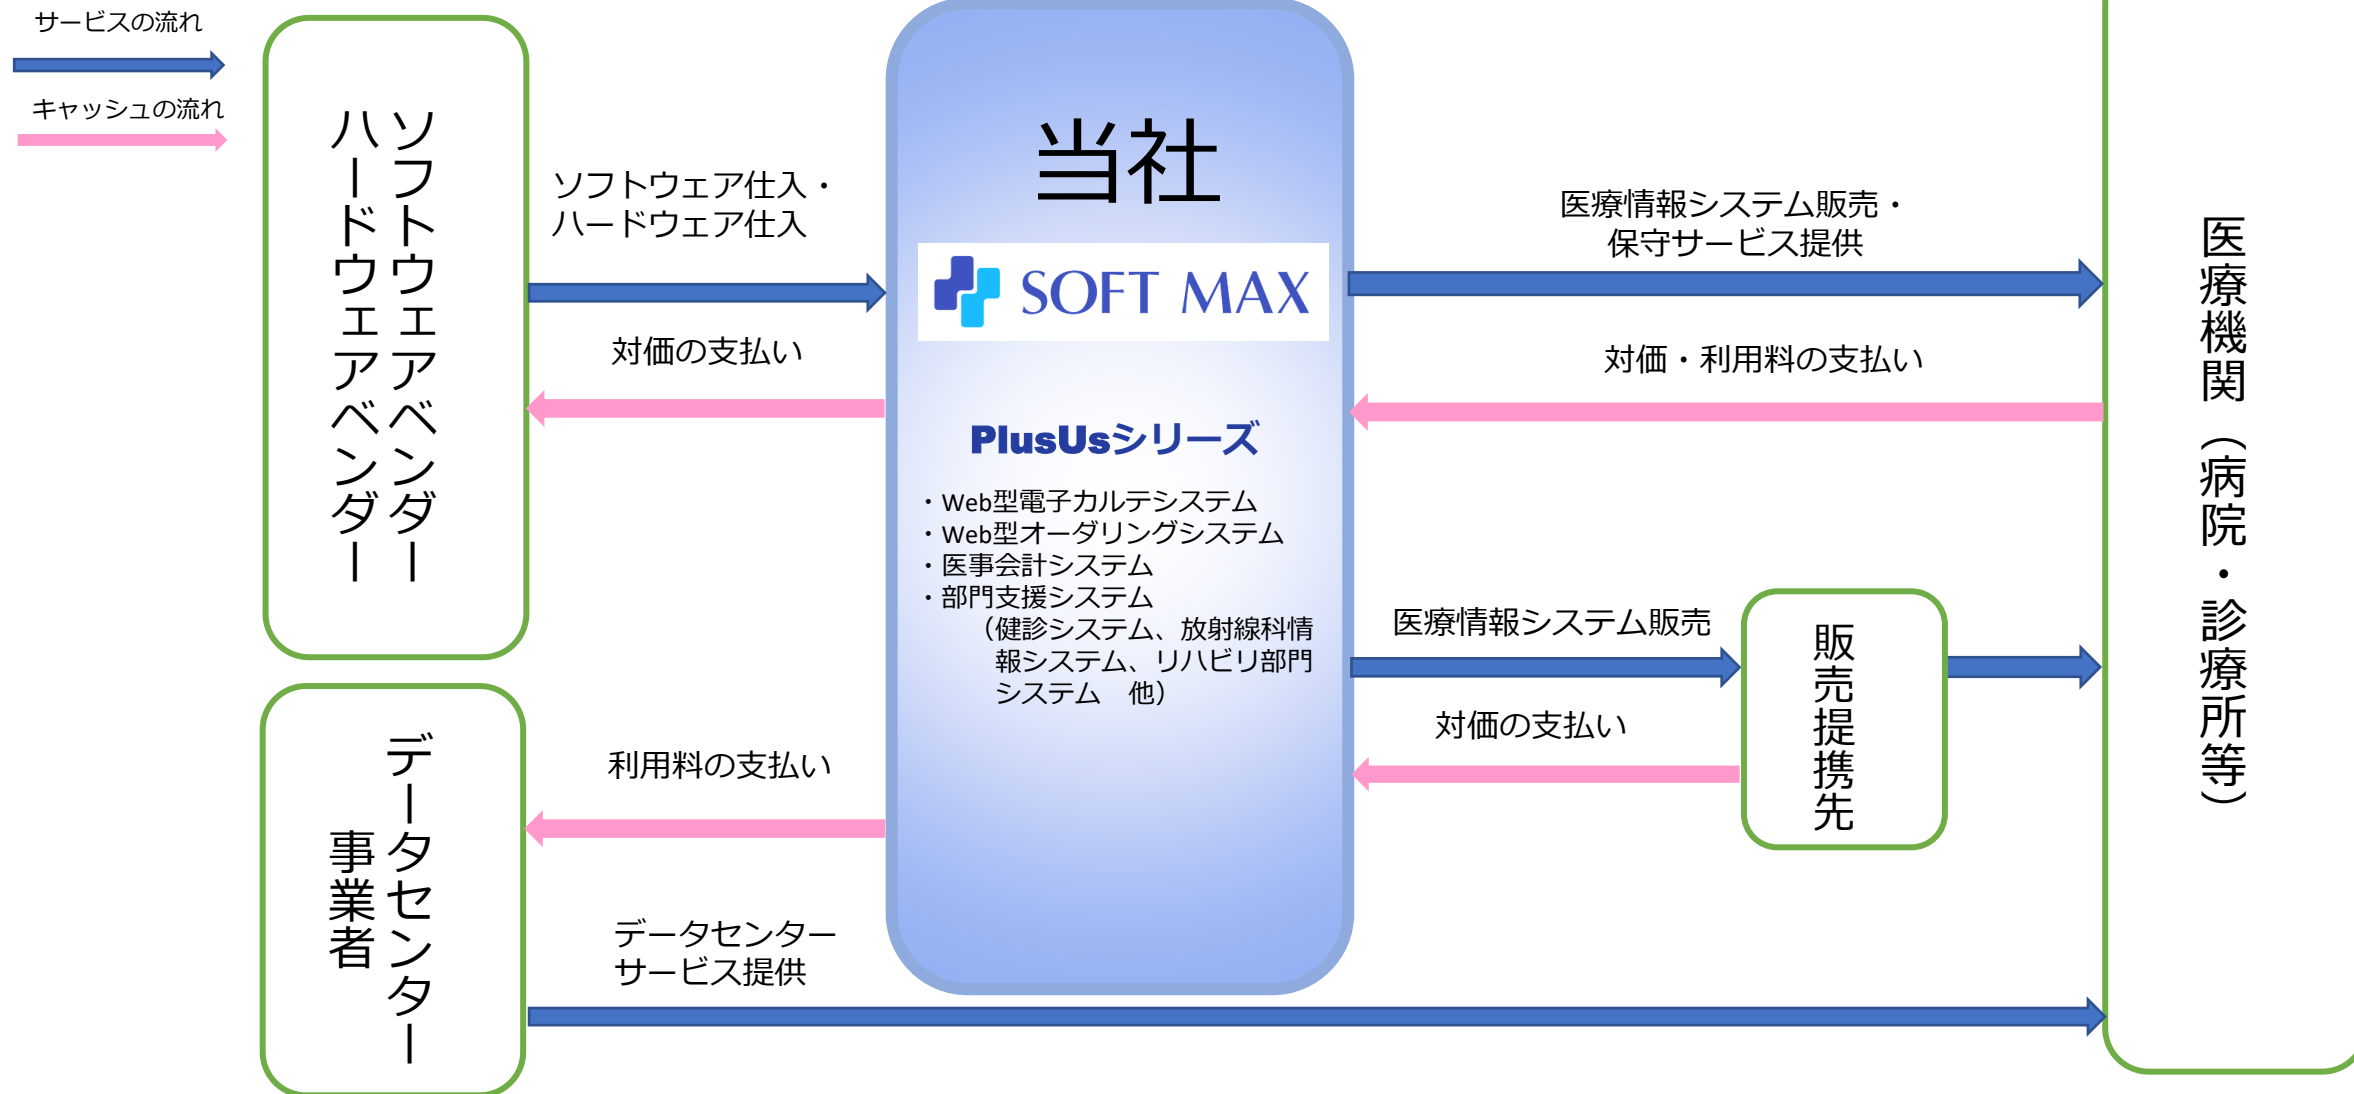 サービスの流れ
キャッシュの流れ
ソフトウェアベンダー
ハードウェアベンダー
ソフトウェア仕入・
ハードウェア仕入
対価の支払い
データセンター
事業者
利用料の支払い
データセンター
サービス提供
当社
SOFT MAX
PlusUsシリーズ
・Web型電子カルテシステム
・Web型オーダリングシステム
・医事会計システム
・部門支援システム
（健診システム、放射線科情
報システム、リハビリ部門
システム　他）
医療情報システム販売・
保守サービス提供
対価・利用料の支払い
医療情報システム販売
対価の支払い
販売提携先
医療機関（病院・診療所等）